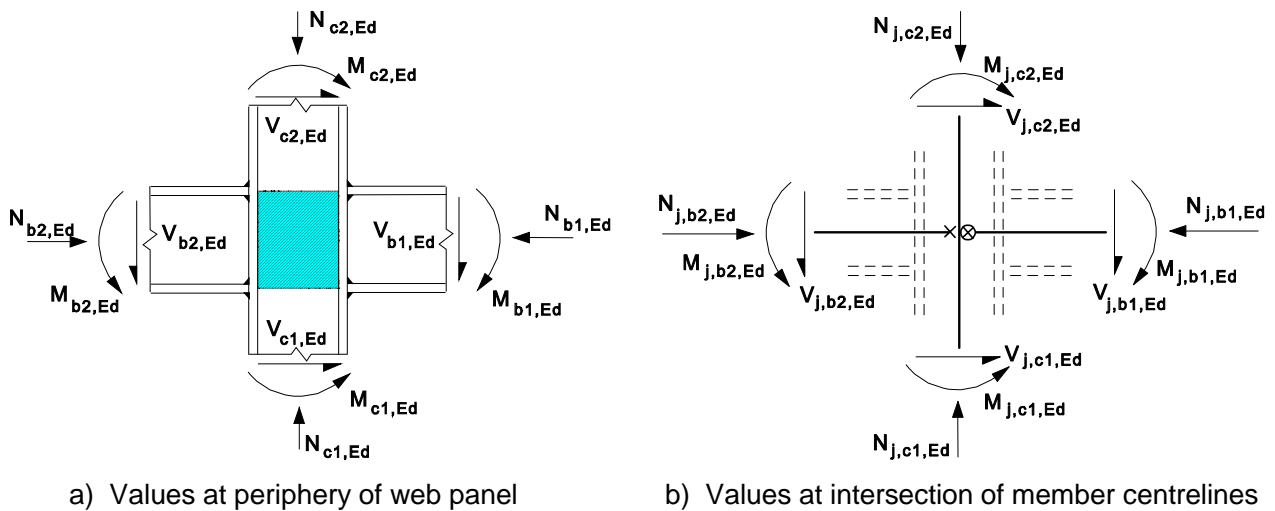 N c2,Ed
M c2,Ed
V c2,Ed
N b2,Ed
V b2,Ed
M b2,Ed
V b1,Ed
N b1,Ed
M b1,Ed
V c1,Ed
M c1,Ed
N c1,Ed
a) Values at periphery of web panel
N j,c2,Ed
M j,c2,Ed
V j,c2,Ed
N j,b2,Ed
M j,b2,Ed
V j,b2,Ed
N j,b1,Ed
M j,b1,Ed
V j,b1,Ed
V j,c1,Ed
M j,c1,Ed
N j,c1,Ed
b) Values at intersection of member centrelines